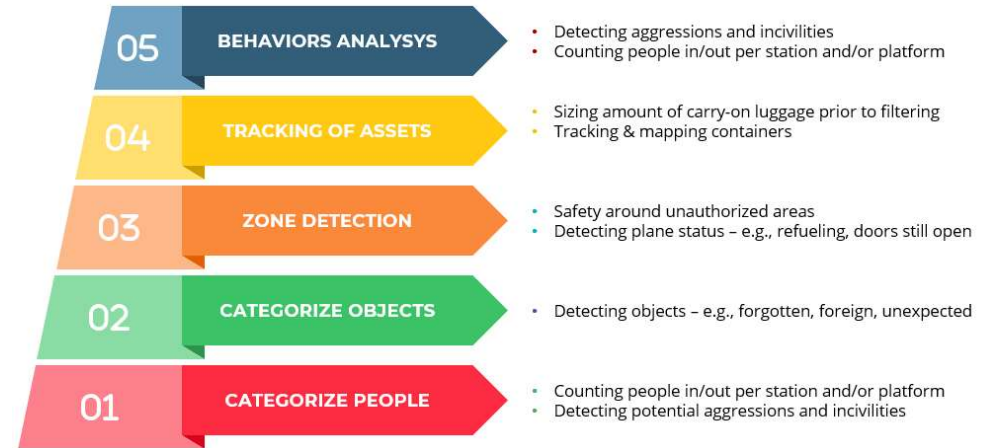 05
BEHAVIORS ANALYSYS
• Detecting aggressions and incivilities
• Counting people in/out per station and/or platform
04
TRACKING OF ASSETS
• Sizing amount of carry-on luggage prior to filtering
• Tracking & mapping containers
03
ZONE DETECTION
• Safety around unauthorized areas
• Detecting plane status – e.g., refueling, doors still open
02
CATEGORIZE OBJECTS
• Detecting objects – e.g., forgotten, foreign, unexpected
01
CATEGORIZE PEOPLE
• Counting people in/out per station and/or platform
• Detecting potential aggressions and incivilities